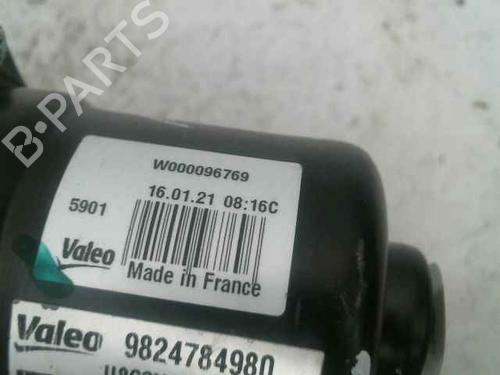 B-PARTS
W000096769
16.01.21 08:16C
5901
Valeo
Made in France
Valeo 9824784980